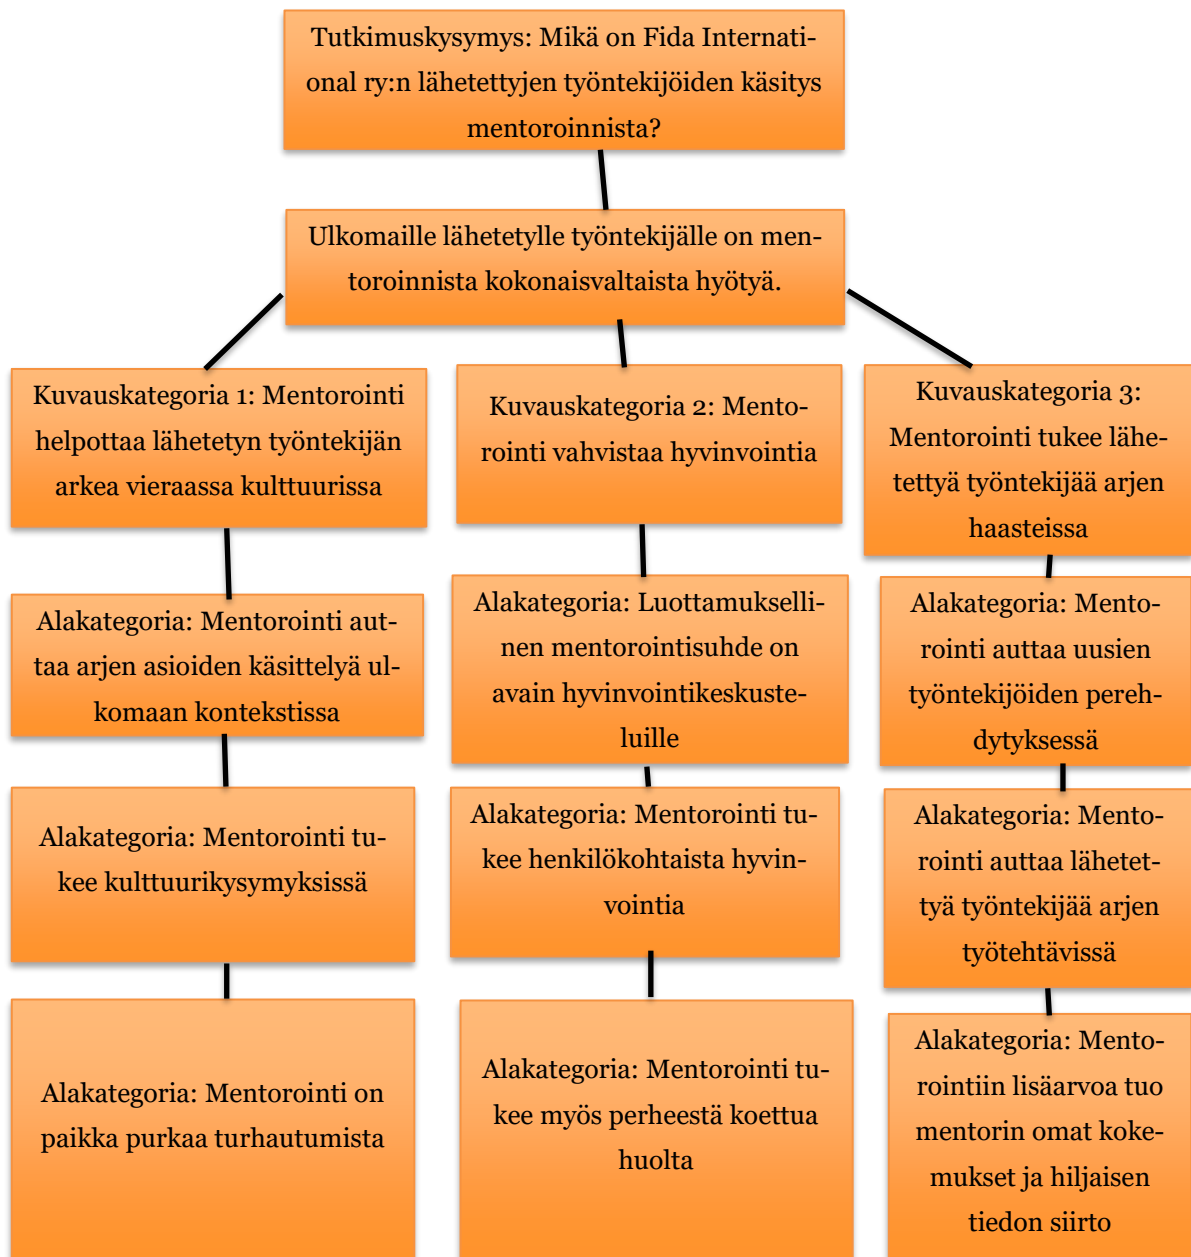 Tutkimuskysymys: Mikä on Fida Internati-
onal ry:n lähetettyjen työntekijöiden käsitys
mentoroinnista?
Ulkomaille lähetetylle työntekijälle on men-
toroinnista kokonaisvaltaista hyötyä.
Kuvauskategoria 1: Mentorointi
helpottaa lähetetyn työntekijän
arkea vieraassa kulttuurissa
Kuvauskategoria 2: Mento-
rointi vahvistaa hyvinvointia
Kuvauskategoria 3:
Mentorointi tukee lähe-
tettyä työntekijää arjen
haasteissa
Alakategoria: Mentorointi aut-
taa arjen asioiden käsittelyä ul-
komaan kontekstissa
Alakategoria: Luottamukselli-
nen mentorointisuhde on
avain hyvinvointikeskuste-
luille
Alakategoria: Mento-
rointi auttaa uusien
työntekijöiden pereh-
dytyksessä
Alakategoria: Mentorointi tu-
kee kulttuurikysymyksissä
Alakategoria: Mentorointi tu-
kee henkilökohtaista hyvin-
vointia
Alakategoria: Mento-
rointi auttaa lähetet-
tyä työntekijää arjen
työtehtävissä
Alakategoria: Mentorointi on
paikka purkaa turhautumista
Alakategoria: Mentorointi tu-
kee myös perheestä koettua
huolta
Alakategoria: Mento-
rointiin lisäarvoa tuo
mentorin omat koke-
mukset ja hiljaisen
tiedon siirto